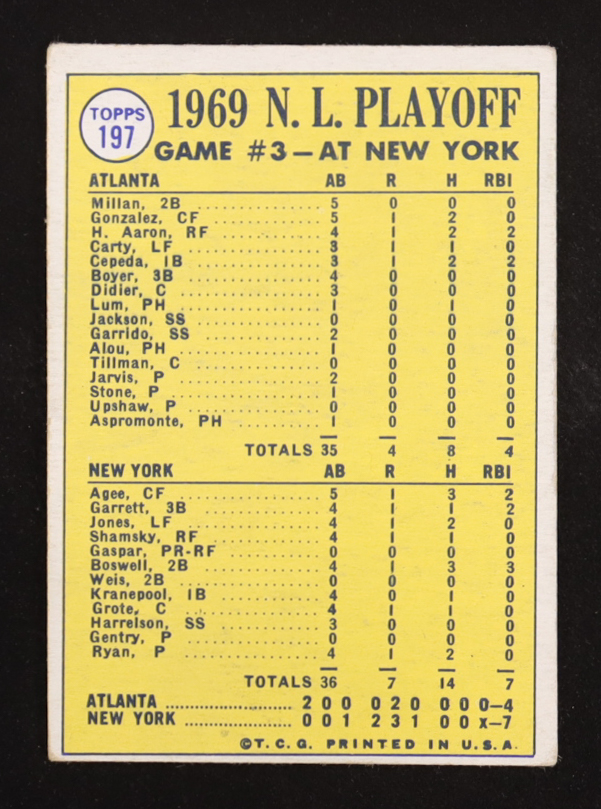 TOPPS
197
1969 N. L. PLAYOFF
GAME #3 – AT NEW YORK
ATLANTA AB R H RBI
Millan, 2B 5 0 0 0
Gonzalez, CF 5 1 2 0
H. Aaron, RF 4 1 2 2
Carty, LF 3 1 1 0
Cepeda, 1B 3 1 2 2
Boyer, 3B 4 0 0 0
Didier, C 3 0 0 0
Lum, PH 1 0 1 0
Jackson, SS 0 0 0 0
Garrido, SS 2 0 0 0
Alou, PH 1 0 0 0
Tillman, C 0 0 0 0
Jarvis, P 2 0 0 0
Stone, P 1 0 0 0
Upshaw, P 0 0 0 0
Aspromonte, PH 1 0 0 0
TOTALS 35 4 8 4
NEW YORK AB R H RBI
Agee, CF 5 1 3 2
Garrett, 3B 4 1 1 2
Jones, LF 4 1 2 0
Shamsky, RF 4 1 1 0
Gaspar, PR-RF 0 0 0 0
Boswell, 2B 4 1 3 3
Weis, 2B 0 0 0 0
Kranepool, 1B 4 0 1 0
Grote, C 4 1 1 0
Harrelson, SS 3 0 0 0
Gentry, P 0 0 0 0
Ryan, P 4 1 2 0
TOTALS 36 7 14 7
ATLANTA 2 0 0 0 2 0 0 0 0–4
NEW YORK 0 0 1 2 3 1 0 0 x–7
©T. C. G. PRINTED IN U. S. A.